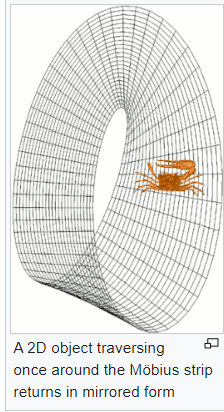 A 2D object traversing
once around the Möbius strip
returns in mirrored form